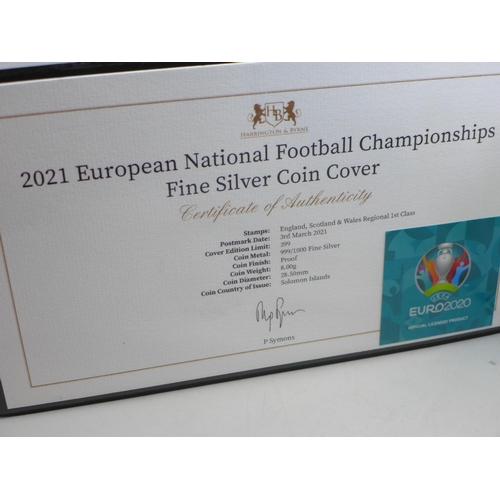 HB
HARRINGTON & BYRNE
2021 European National Football Championships
Fine Silver Coin Cover
Certificate of Authenticity
Stamps: England, Scotland & Wales Regional 1st Class
Postmark Date: 3rd March 2021
Cover Edition Limit: 399
Coin Metal: 999/1000 Fine Silver
Coin Finish: Proof
Coin Weight: 8.00g
Coin Diameter: 28.50mm
Coin Country of Issue: Solomon Islands
P Symons
UEFA
EURO2020
OFFICIAL LICENSED PRODUCT